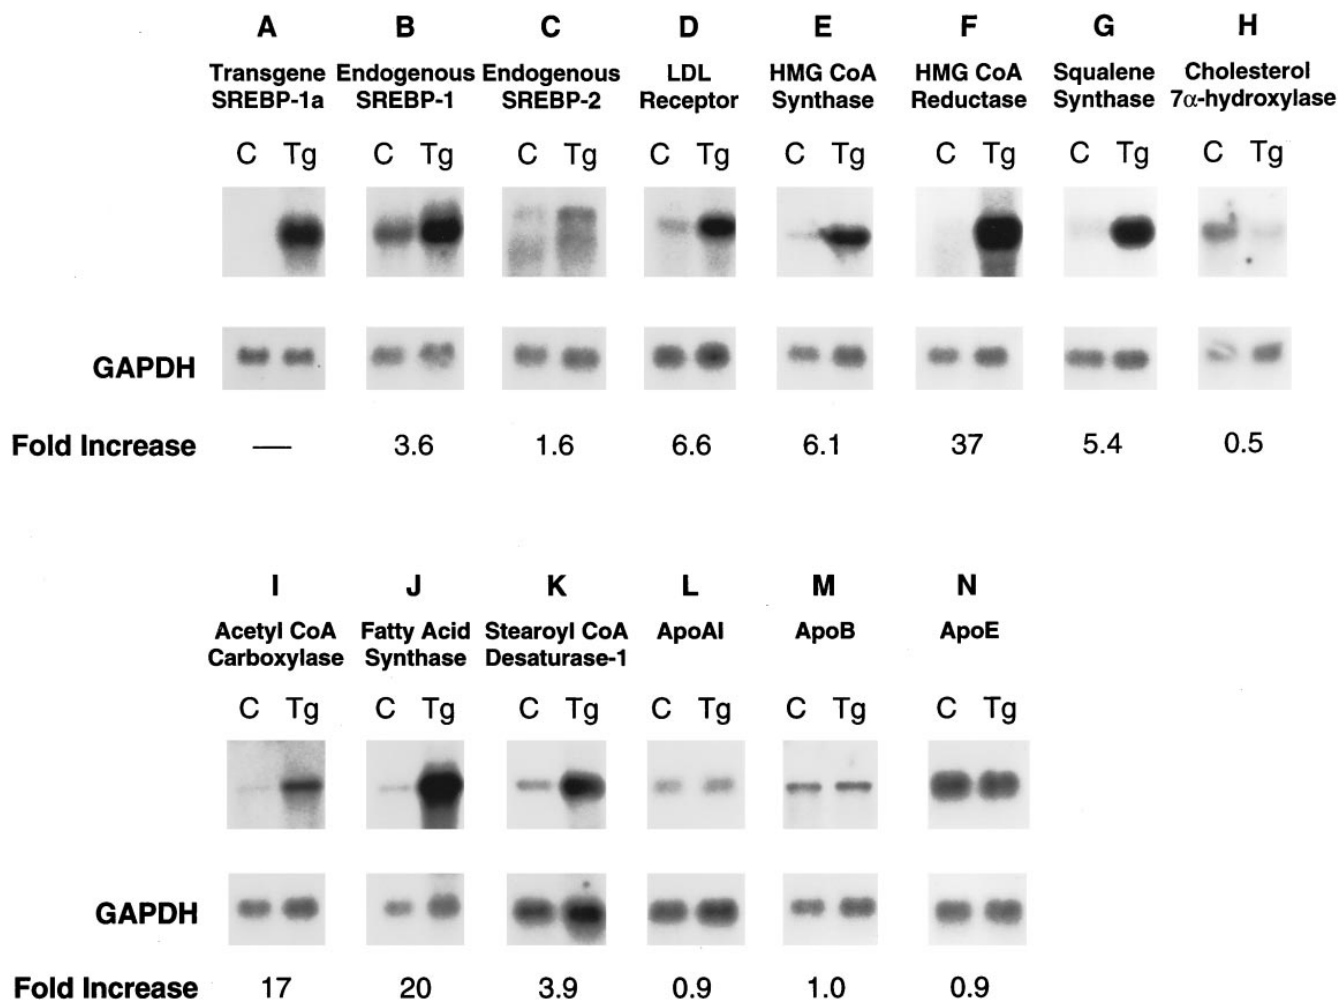 A B C D E F G H
Transgene Endogenous Endogenous LDL HMG CoA HMG CoA Squalene Cholesterol
SREBP-1a SREBP-1 SREBP-2 Receptor Synthase Reductase Synthase 7α-hydroxylase
C Tg C Tg C Tg C Tg C Tg C Tg C Tg C Tg
GAPDH
Fold Increase — 3.6 1.6 6.6 6.1 37 5.4 0.5
I J K L M N
Acetyl CoA Fatty Acid Stearoyl CoA ApoAI ApoB ApoE
Carboxylase Synthase Desaturase-1
C Tg C Tg C Tg C Tg C Tg C Tg
GAPDH
Fold Increase 17 20 3.9 0.9 1.0 0.9